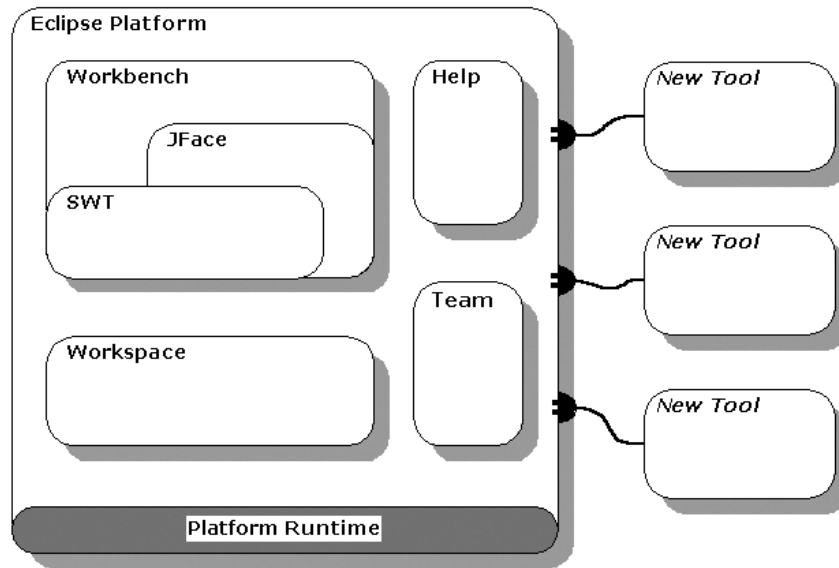 Eclipse Platform
Workbench
JFace
SWT
Workspace
Help
Team
Platform Runtime
New Tool
New Tool
New Tool